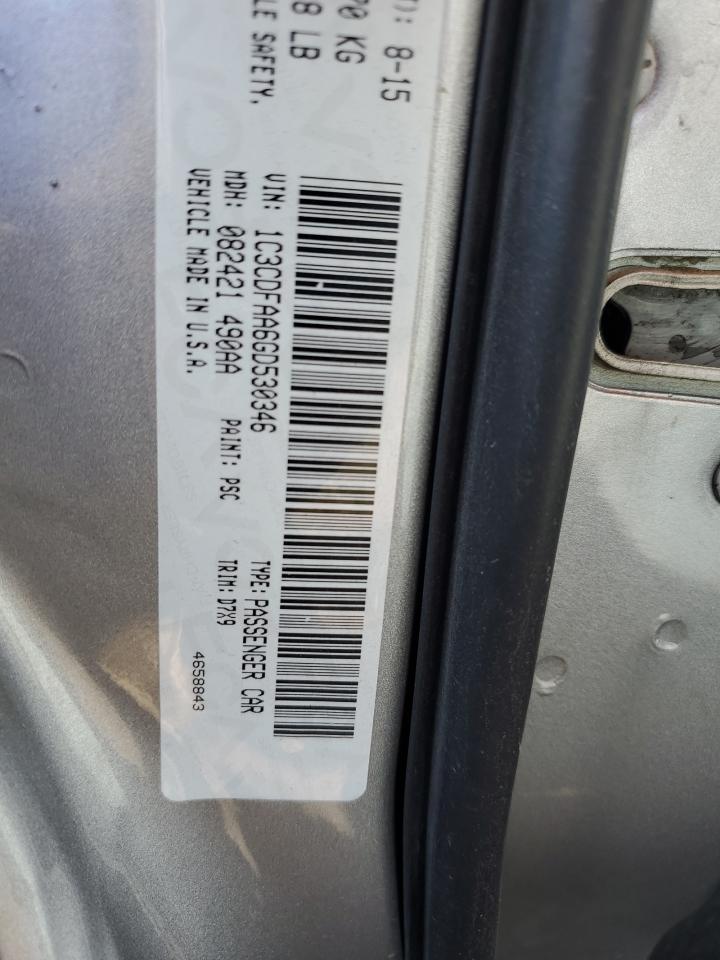 ): 8-15
70 KG
8 LB
LE SAFETY,
VIN: 1C3CDFAA6GD530346
TYPE: PASSENGER CAR
MDH: 082421 490AA
PAINT: PSC
TRIM: D7X9
VEHICLE MADE IN U.S.A.
4658843